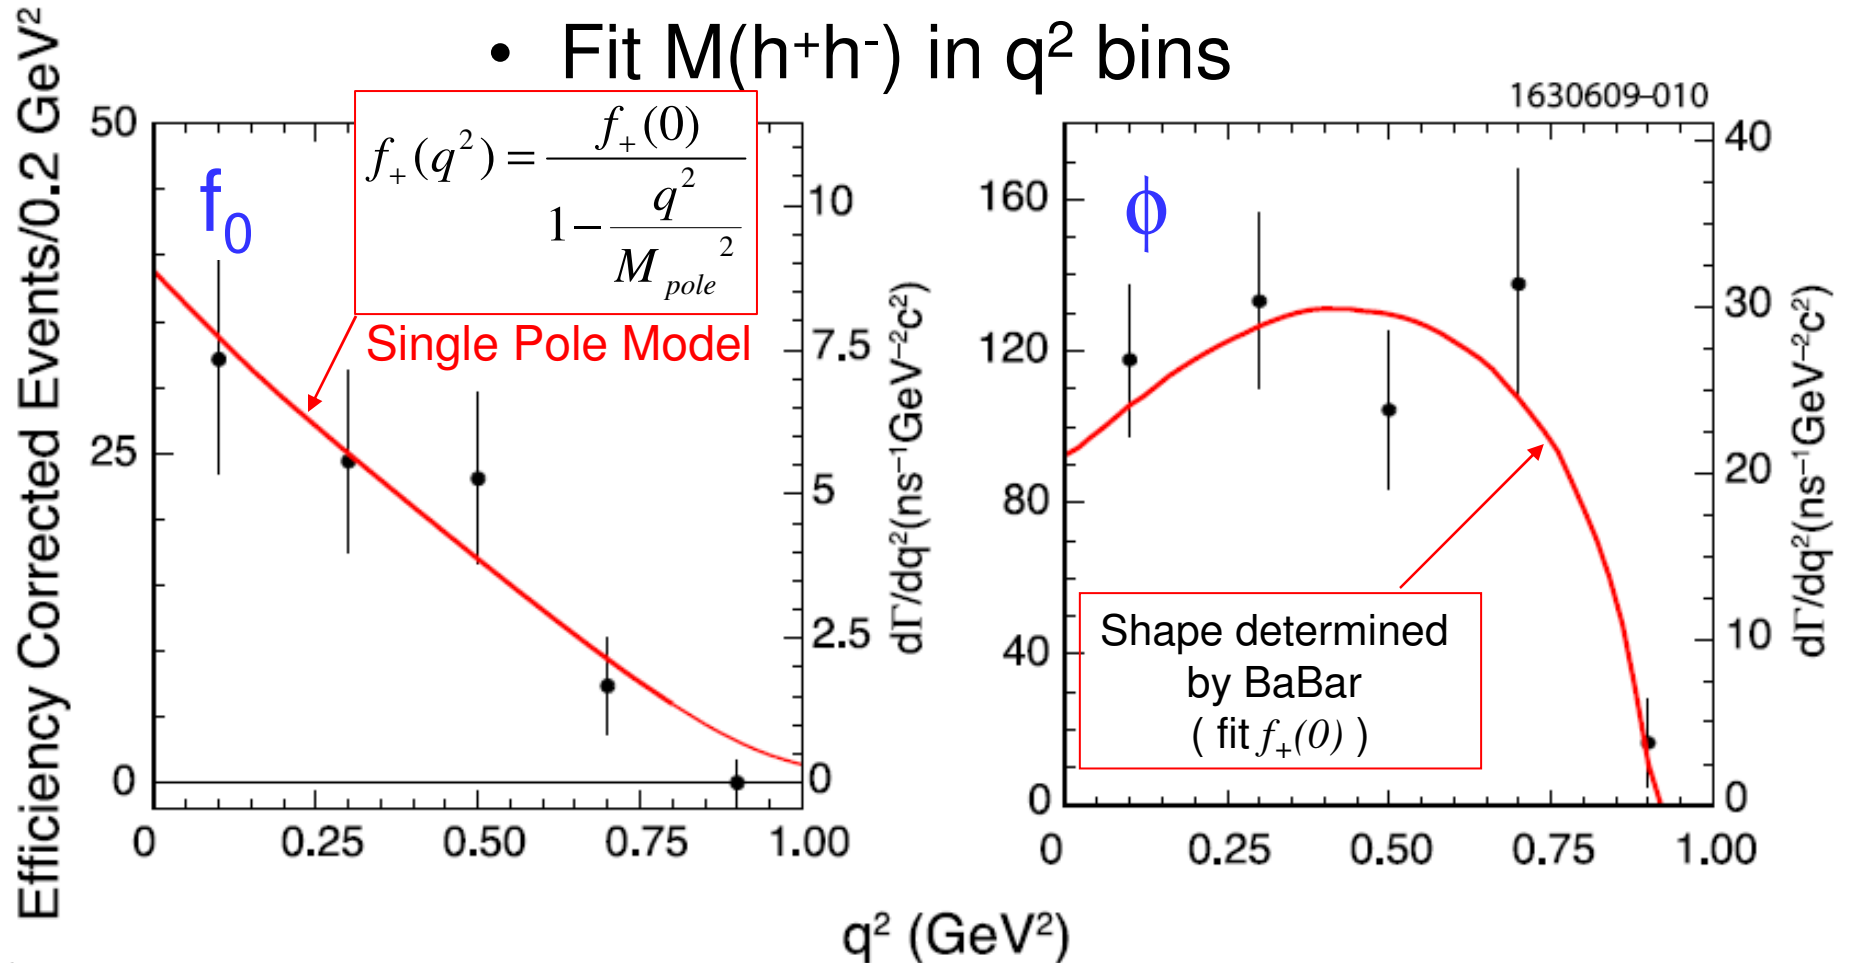 • Fit M(h⁺h⁻) in q² bins
1630609-010
Efficiency Corrected Events/0.2 GeV²
50
25
0
f₀
f₊(q²) = f₊(0) / (1 − q² / M_pole²)
Single Pole Model
10
7.5
5
2.5
0
dΓ/dq²(ns⁻¹GeV⁻²c²)
0 0.25 0.50 0.75 1.00
160
120
80
40
0
ϕ
Shape determined
by BaBar
( fit f₊(0) )
40
30
20
10
0
dΓ/dq²(ns⁻¹GeV⁻²c²)
0 0.25 0.50 0.75 1.00
q² (GeV²)